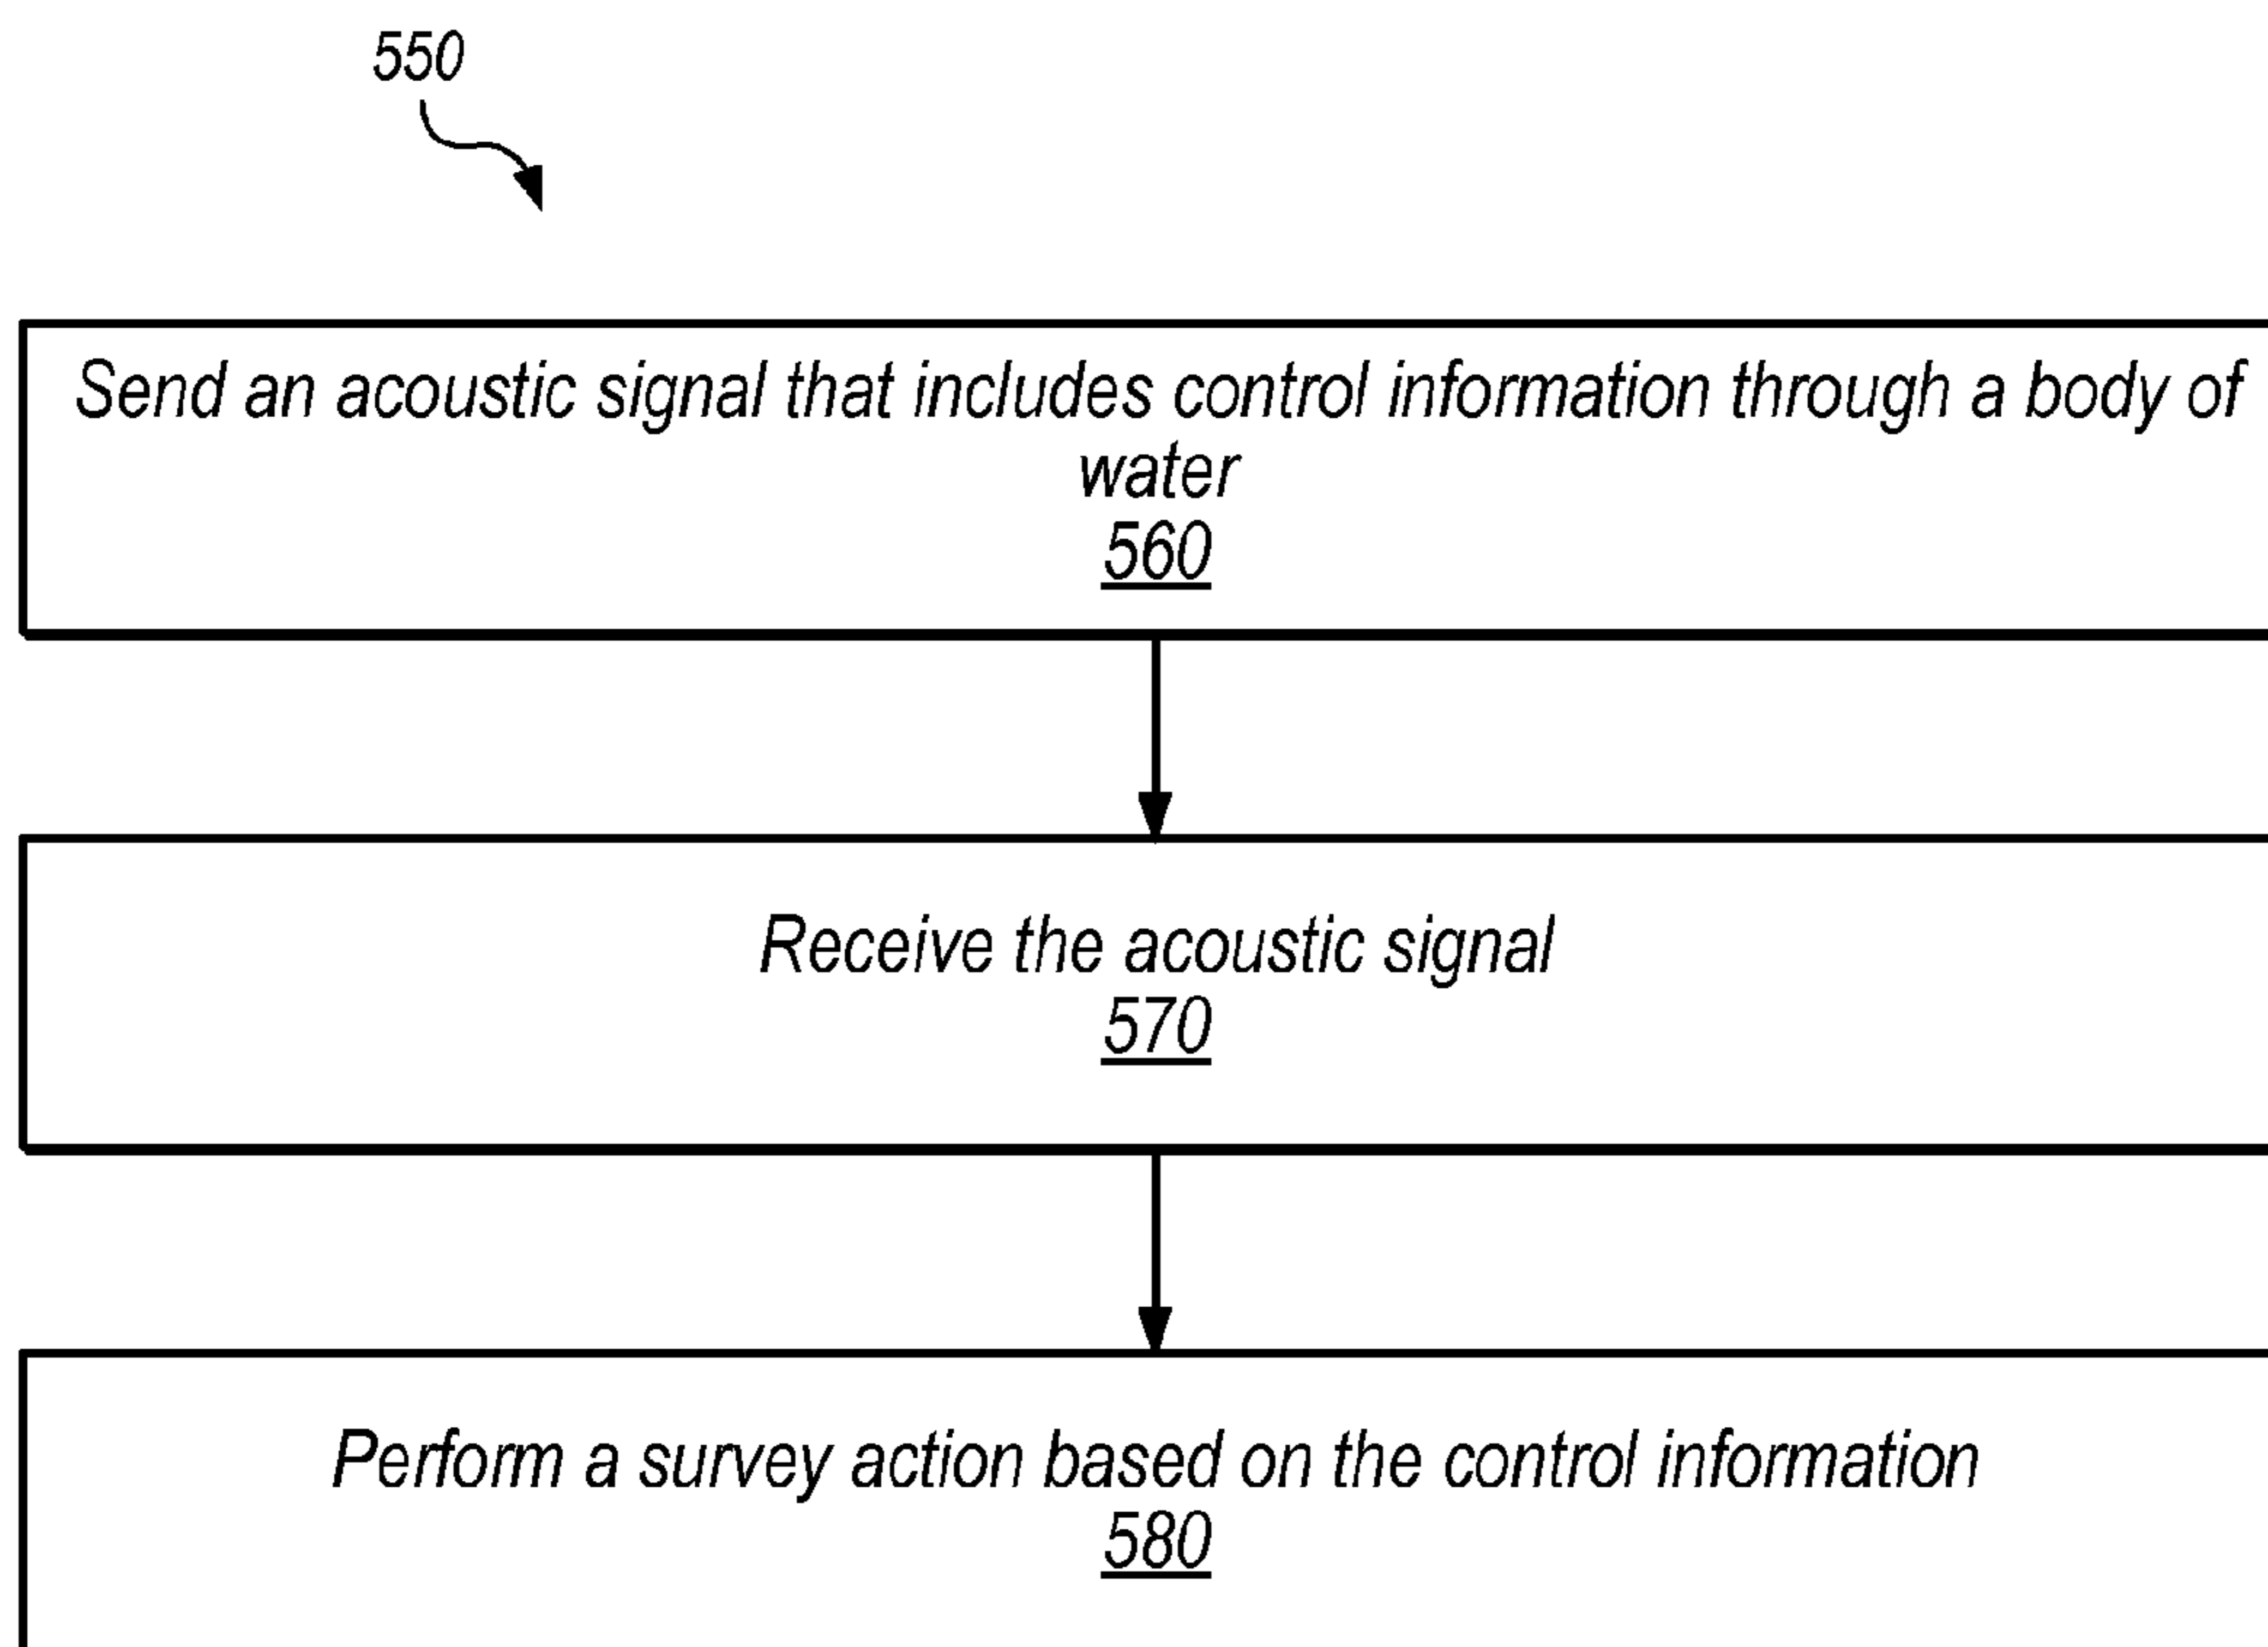 550
Send an acoustic signal that includes control information through a body of
water
560
Receive the acoustic signal
570
Perform a survey action based on the control information
580